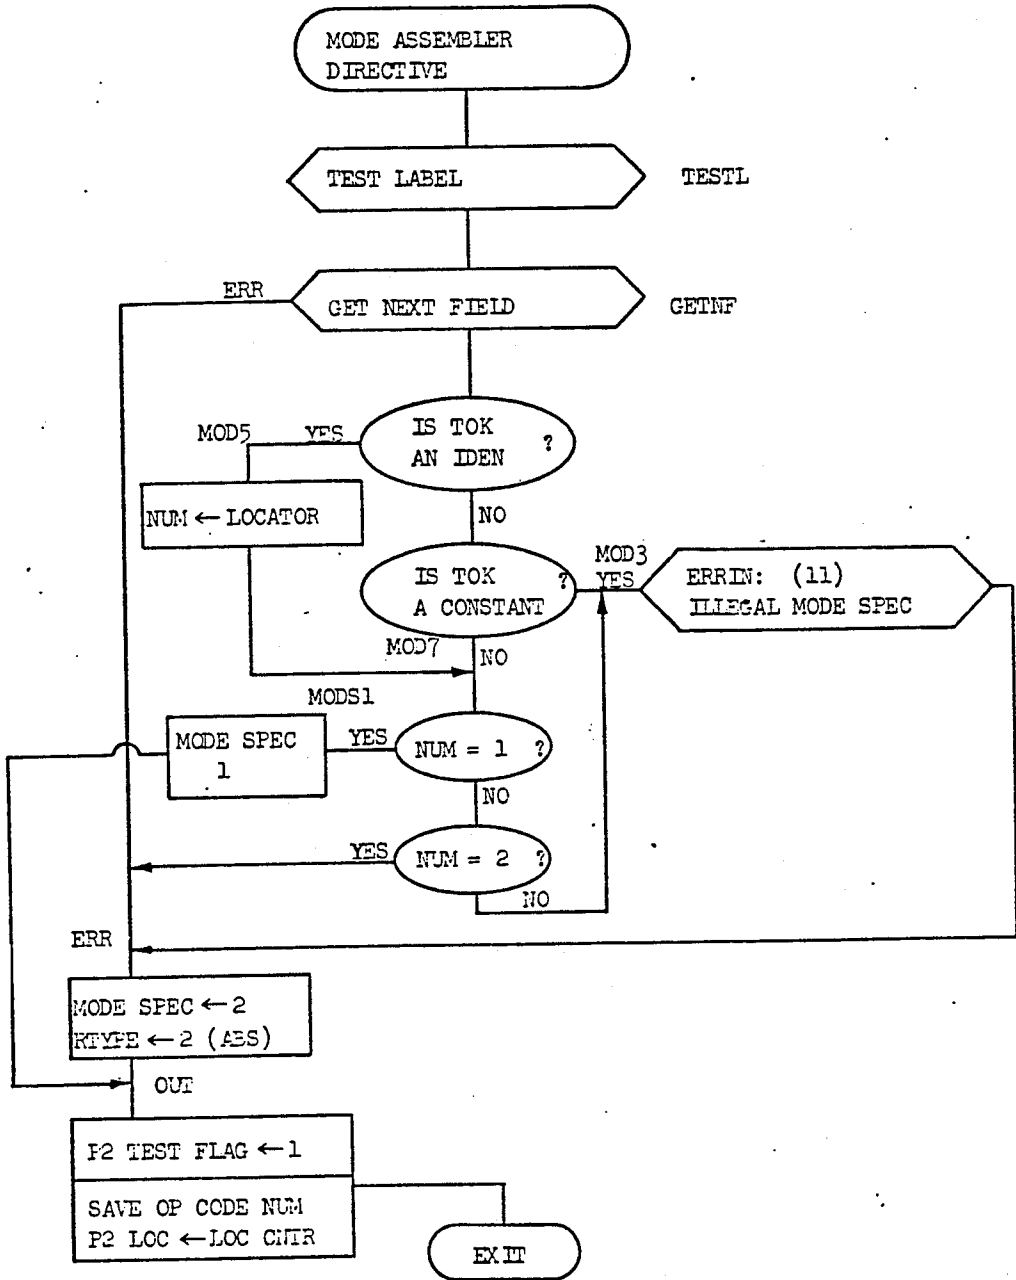 MODE ASSEMBLER
DIRECTIVE
TEST LABEL
TESTL
ERR
GET NEXT FIELD
GETNF
MOD5
YES
IS TOK
AN IDEN ?
NUM ← LOCATOR
NO
IS TOK ?
A CONSTANT
MOD3
YES
ERRIN: (11)
ILLEGAL MODE SPEC
MOD7
NO
MODS1
MODE SPEC
1
YES
NUM = 1 ?
NO
YES
NUM = 2 ?
NO
ERR
MODE SPEC ← 2
RTYPE ← 2 (ABS)
OUT
P2 TEST FLAG ← 1
SAVE OP CODE NUM
P2 LOC ← LOC CNTR
EXIT